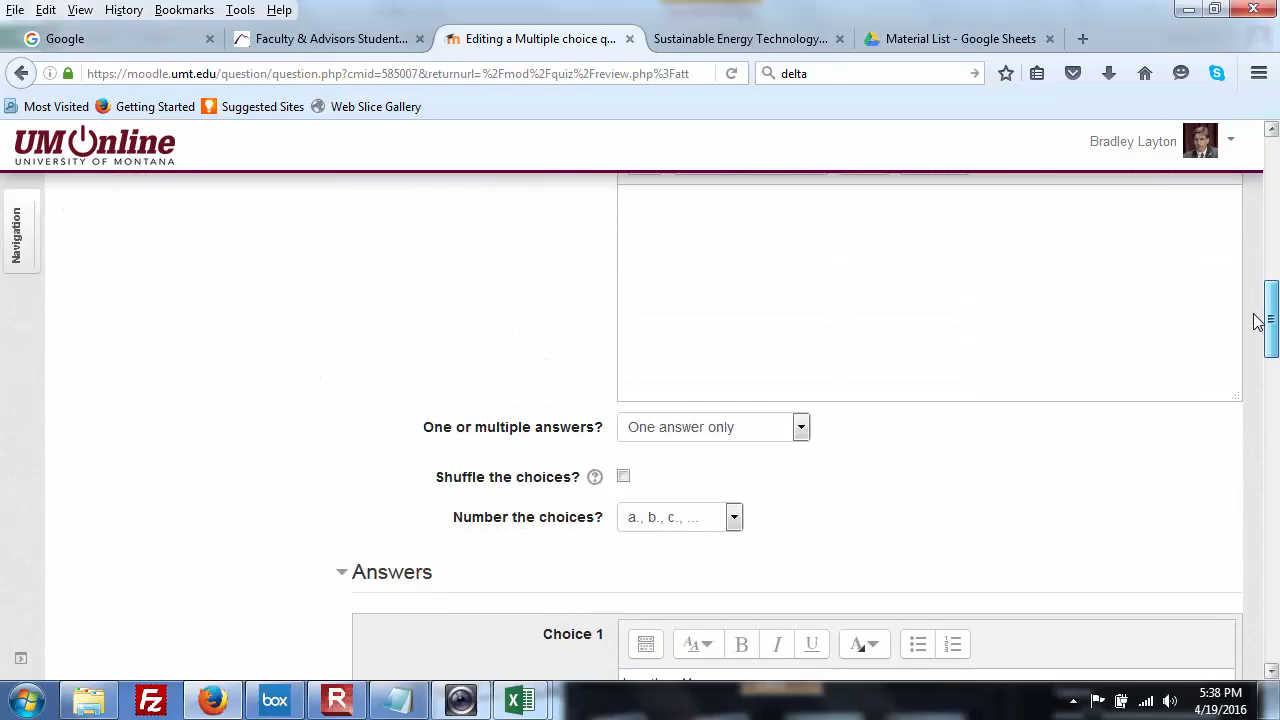 File Edit View History Bookmarks Tools Help
Google
Faculty & Advisors Student...
Editing a Multiple choice q...
Sustainable Energy Technology...
Material List - Google Sheets
https://moodle.umt.edu/question/question.php?cmid=585007&returnurl=%2Fmod%2Fquiz%2Freview.php%3Fatt
delta
Most Visited Getting Started Suggested Sites Web Slice Gallery
UM Online
UNIVERSITY OF MONTANA
Bradley Layton
Navigation
One or multiple answers? One answer only
Shuffle the choices?
Number the choices? a., b., c., ...
Answers
Choice 1
B I U
box
5:38 PM
4/19/2016